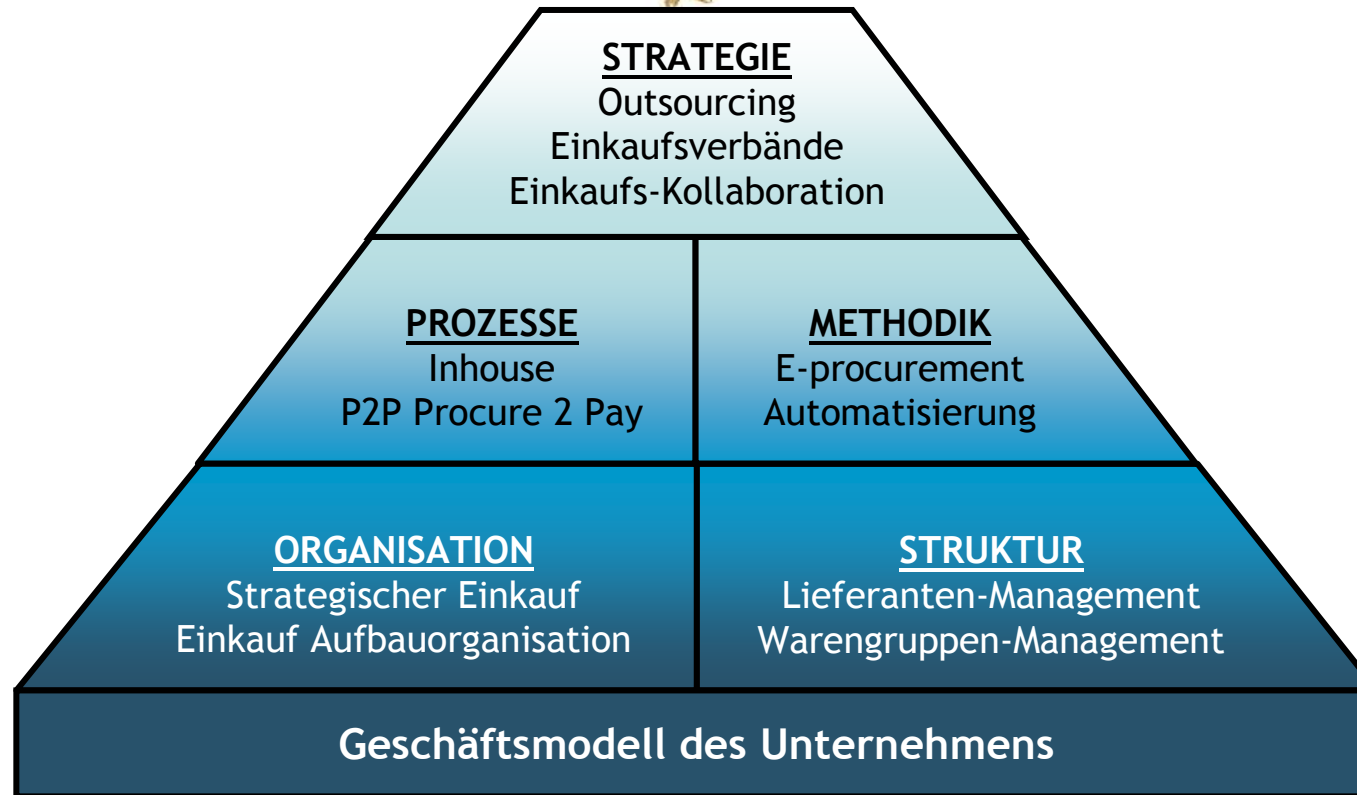 STRATEGIE
Outsourcing
Einkaufsverbände
Einkaufs-Kollaboration
PROZESSE
Inhouse
P2P Procure 2 Pay
METHODIK
E-procurement
Automatisierung
ORGANISATION
Strategischer Einkauf
Einkauf Aufbauorganisation
STRUKTUR
Lieferanten-Management
Warengruppen-Management
Geschäftsmodell des Unternehmens